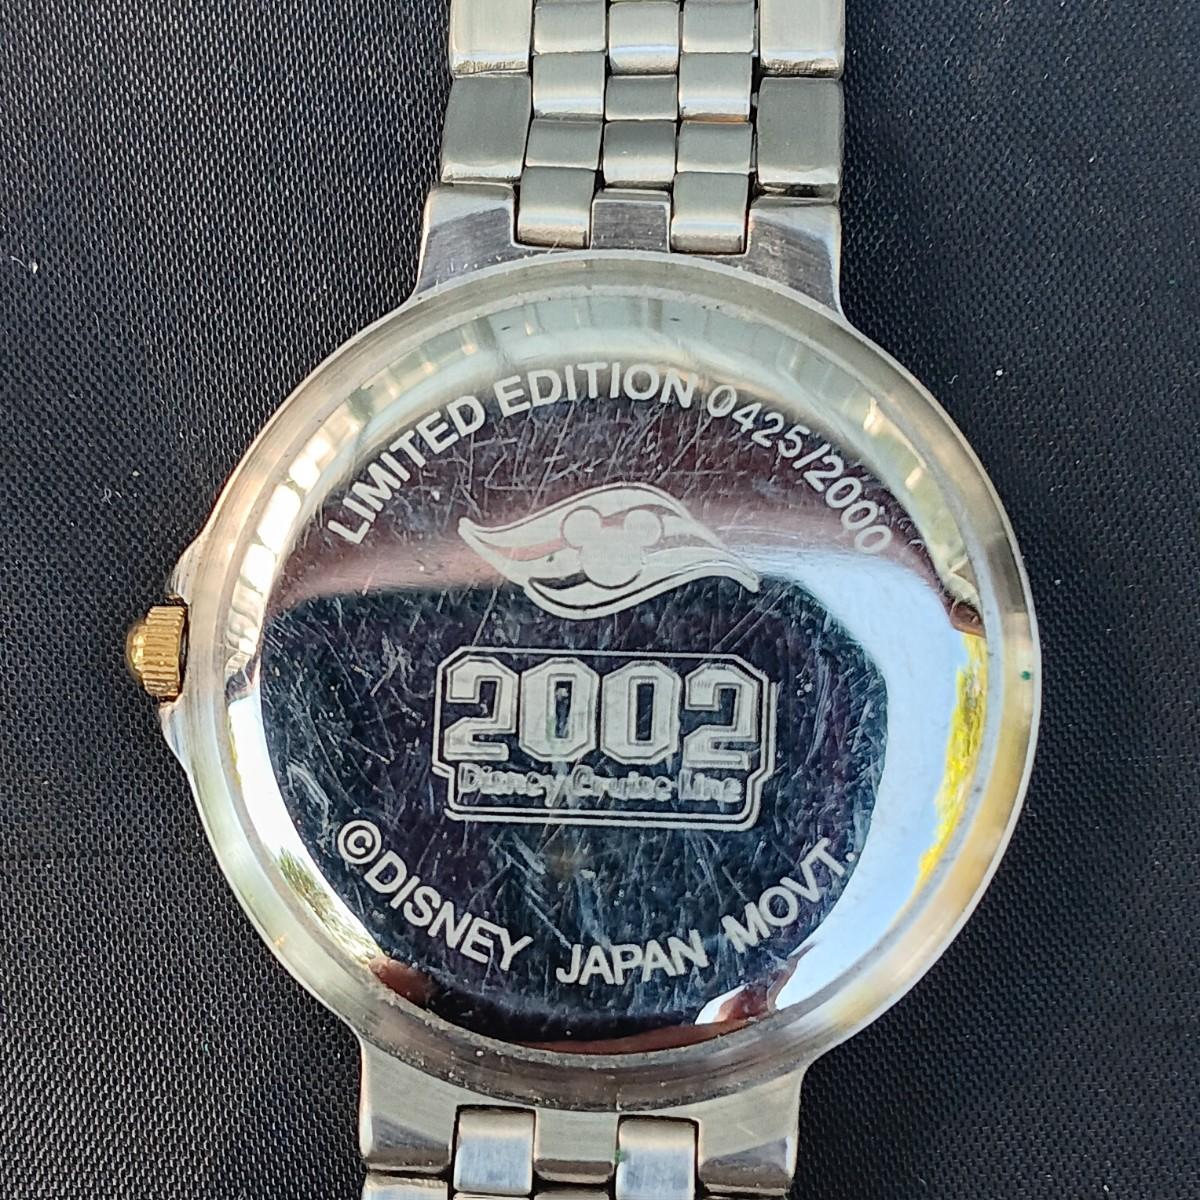 LIMITED EDITION 0425/2000
2002
Disney Cruise Line
©DISNEY JAPAN MOVT.